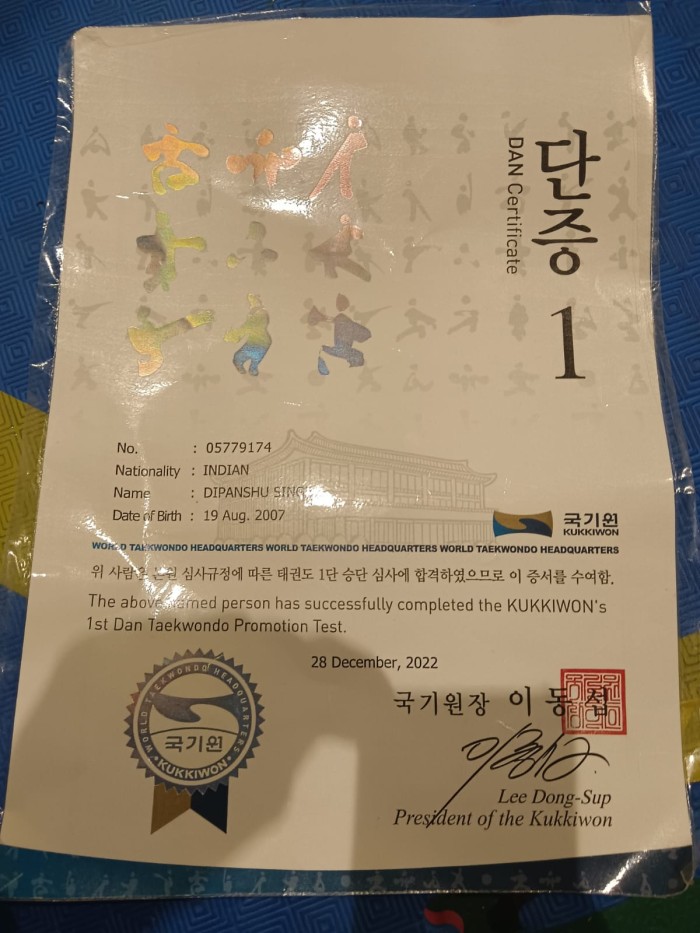 단증
DAN Certificate
1
No. : 05779174
Nationality : INDIAN
Name : DIPANSHU
Date of Birth : 19 Aug. 2007
국기원
KUKKIWON
WORLD TAEKWONDO HEADQUARTERS WORLD TAEKWONDO HEADQUARTERS WORLD TAEKWONDO HEADQUARTERS
위 사람은 본원 심사규정에 따른 태권도 1단 승단 심사에 합격하였으므로 이 증서를 수여함.
The above named person has successfully completed the KUKKIWON's
1st Dan Taekwondo Promotion Test.
28 December, 2022
국기원장 이동섭
WORLD TAEKWONDO HEADQUARTERS
국기원
KUKKIWON
Lee Dong-Sup
President of the Kukkiwon